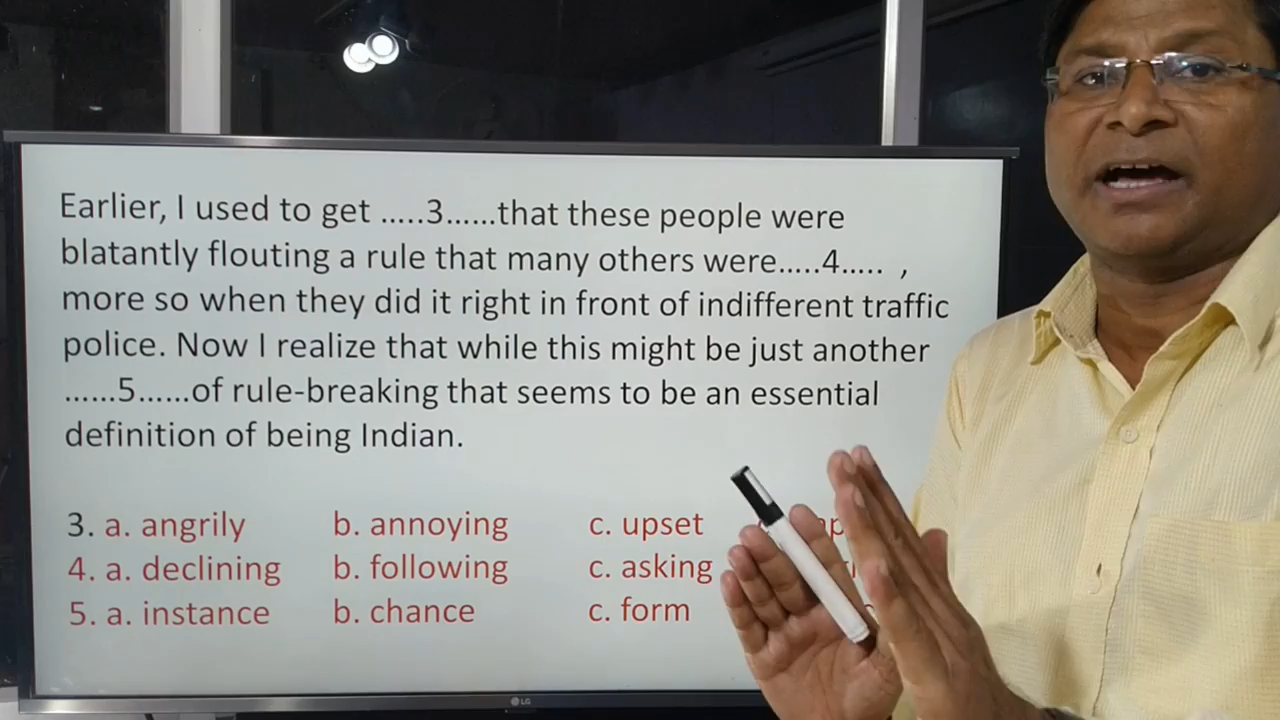 Earlier, I used to get .....3......that these people were
blatantly flouting a rule that many others were.....4..... ,
more so when they did it right in front of indifferent traffic
police. Now I realize that while this might be just another
......5......of rule-breaking that seems to be an essential
definition of being Indian.
3. a. angrily b. annoying c. upset
4. a. declining b. following c. asking
5. a. instance b. chance c. form
LG